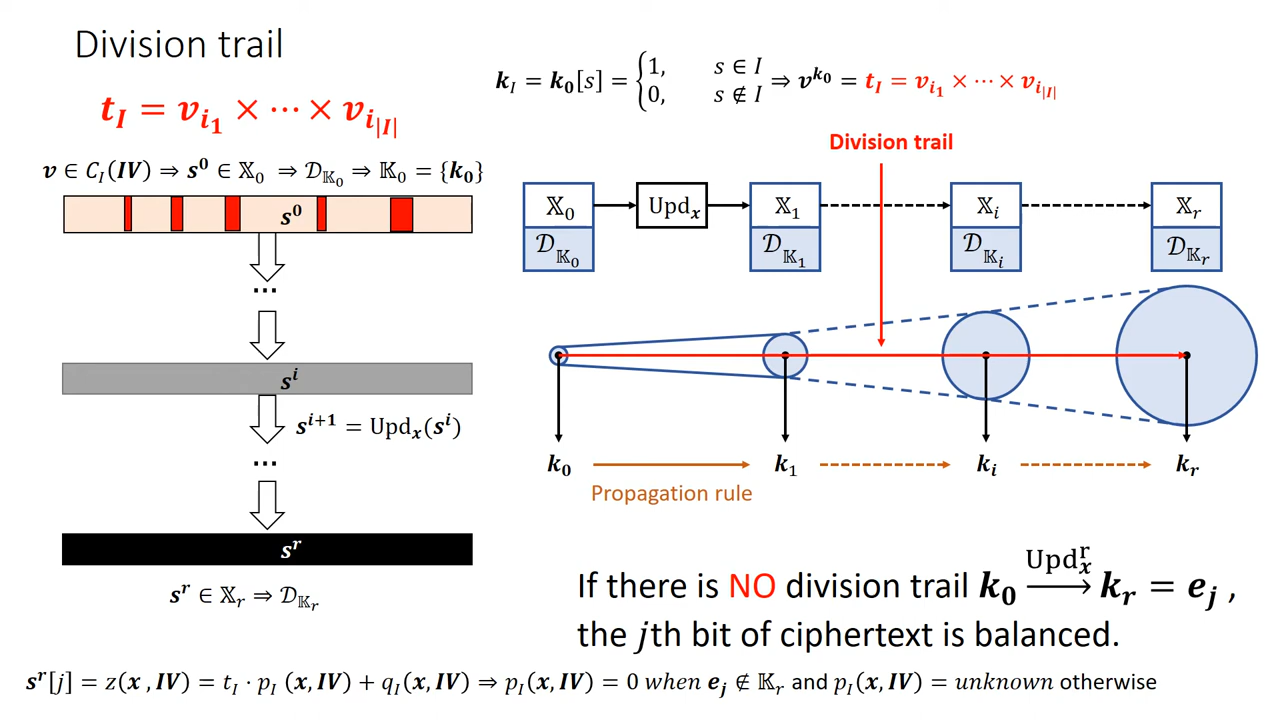 Division trail
𝒕_I = 𝒗_{i_1} × ⋯ × 𝒗_{i_{|I|}}
𝒗 ∈ C_I(𝑰𝑽) ⇒ 𝒔^0 ∈ 𝕏_0 ⇒ 𝒟_{𝕂_0} ⇒ 𝕂_0 = {𝒌_0}
𝒔^0
...
𝒔^i
𝒔^{i+1} = Upd_𝒙(𝒔^i)
...
𝒔^r
𝒔^r ∈ 𝕏_r ⇒ 𝒟_{𝕂_r}
𝒌_I = 𝒌_0[s] = { 1, s ∈ I
0, s ∉ I ⇒ 𝒗^{𝒌_0} = 𝒕_I = 𝒗_{i_1} × ⋯ × 𝒗_{i_{|I|}}
Division trail
𝕏_0 Upd_𝒙 𝕏_1 𝕏_i 𝕏_r
𝒟_{𝕂_0} 𝒟_{𝕂_1} 𝒟_{𝕂_i} 𝒟_{𝕂_r}
𝒌_0 𝒌_1 𝒌_i 𝒌_r
Propagation rule
If there is NO division trail 𝒌_0 \xrightarrow{Upd_𝒙^r} 𝒌_r = 𝒆_j ,
the jth bit of ciphertext is balanced.
𝒔^r[j] = z(𝒙 , 𝑰𝑽) = t_I · p_I (𝒙, 𝑰𝑽) + q_I(𝒙, 𝑰𝑽) ⇒ p_I(𝒙, 𝑰𝑽) = 0 when 𝒆_j ∉ 𝕂_r and p_I(𝒙, 𝑰𝑽) = unknown otherwise